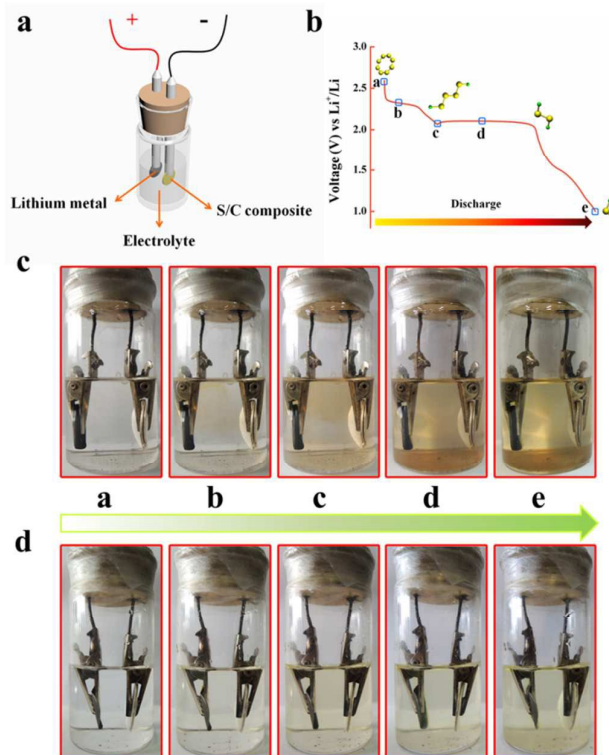 a
+ -
Lithium metal
S/C composite
Electrolyte
b
Voltage (V) vs Li⁺/Li
3.0
2.5
2.0
1.5
1.0
a
b
c
d
e
Discharge
c
a b c d e
d